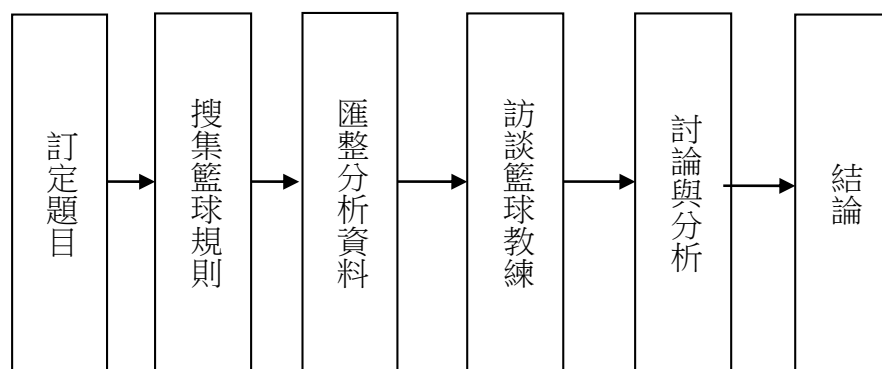 訂定題目
搜集籃球規則
匯整分析資料
訪談籃球教練
討論與分析
結論